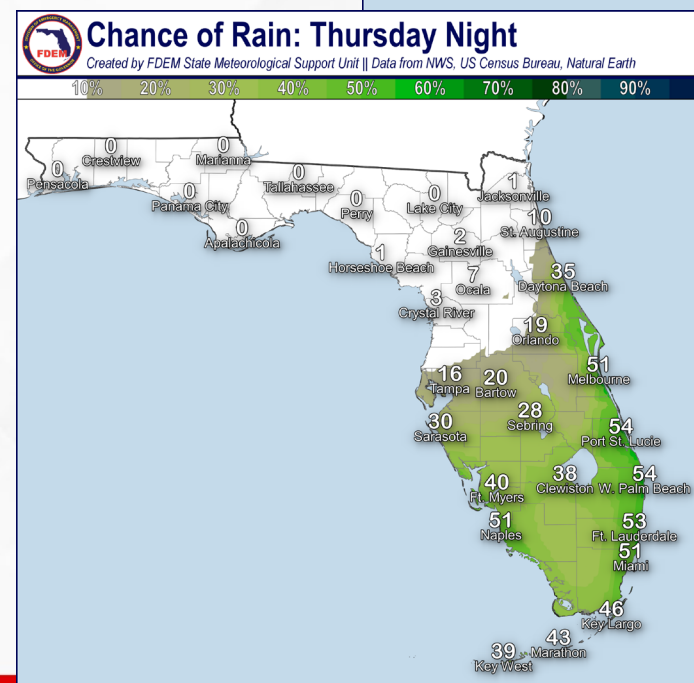 Chance of Rain: Thursday Night
Created by FDEM State Meteorological Support Unit || Data from NWS, US Census Bureau, Natural Earth
FDEM
10% 20% 30% 40% 50% 60% 70% 80% 90%
0
Crestview
0
Marianna
0
Pensacola
0
Tallahassee
1
Jacksonville
0
Panama City
0
Perry
0
Lake City
10
St. Augustine
0
Apalachicola
2
Gainesville
1
Horseshoe Beach
7
Ocala
35
Daytona Beach
3
Crystal River
19
Orlando
51
Melbourne
16
Tampa
20
Bartow
28
Sebring
30
Sarasota
54
Port St. Lucie
40
Ft. Myers
38
Clewiston
54
W. Palm Beach
51
Naples
53
Ft. Lauderdale
51
Miami
46
Key Largo
43
Marathon
39
Key West